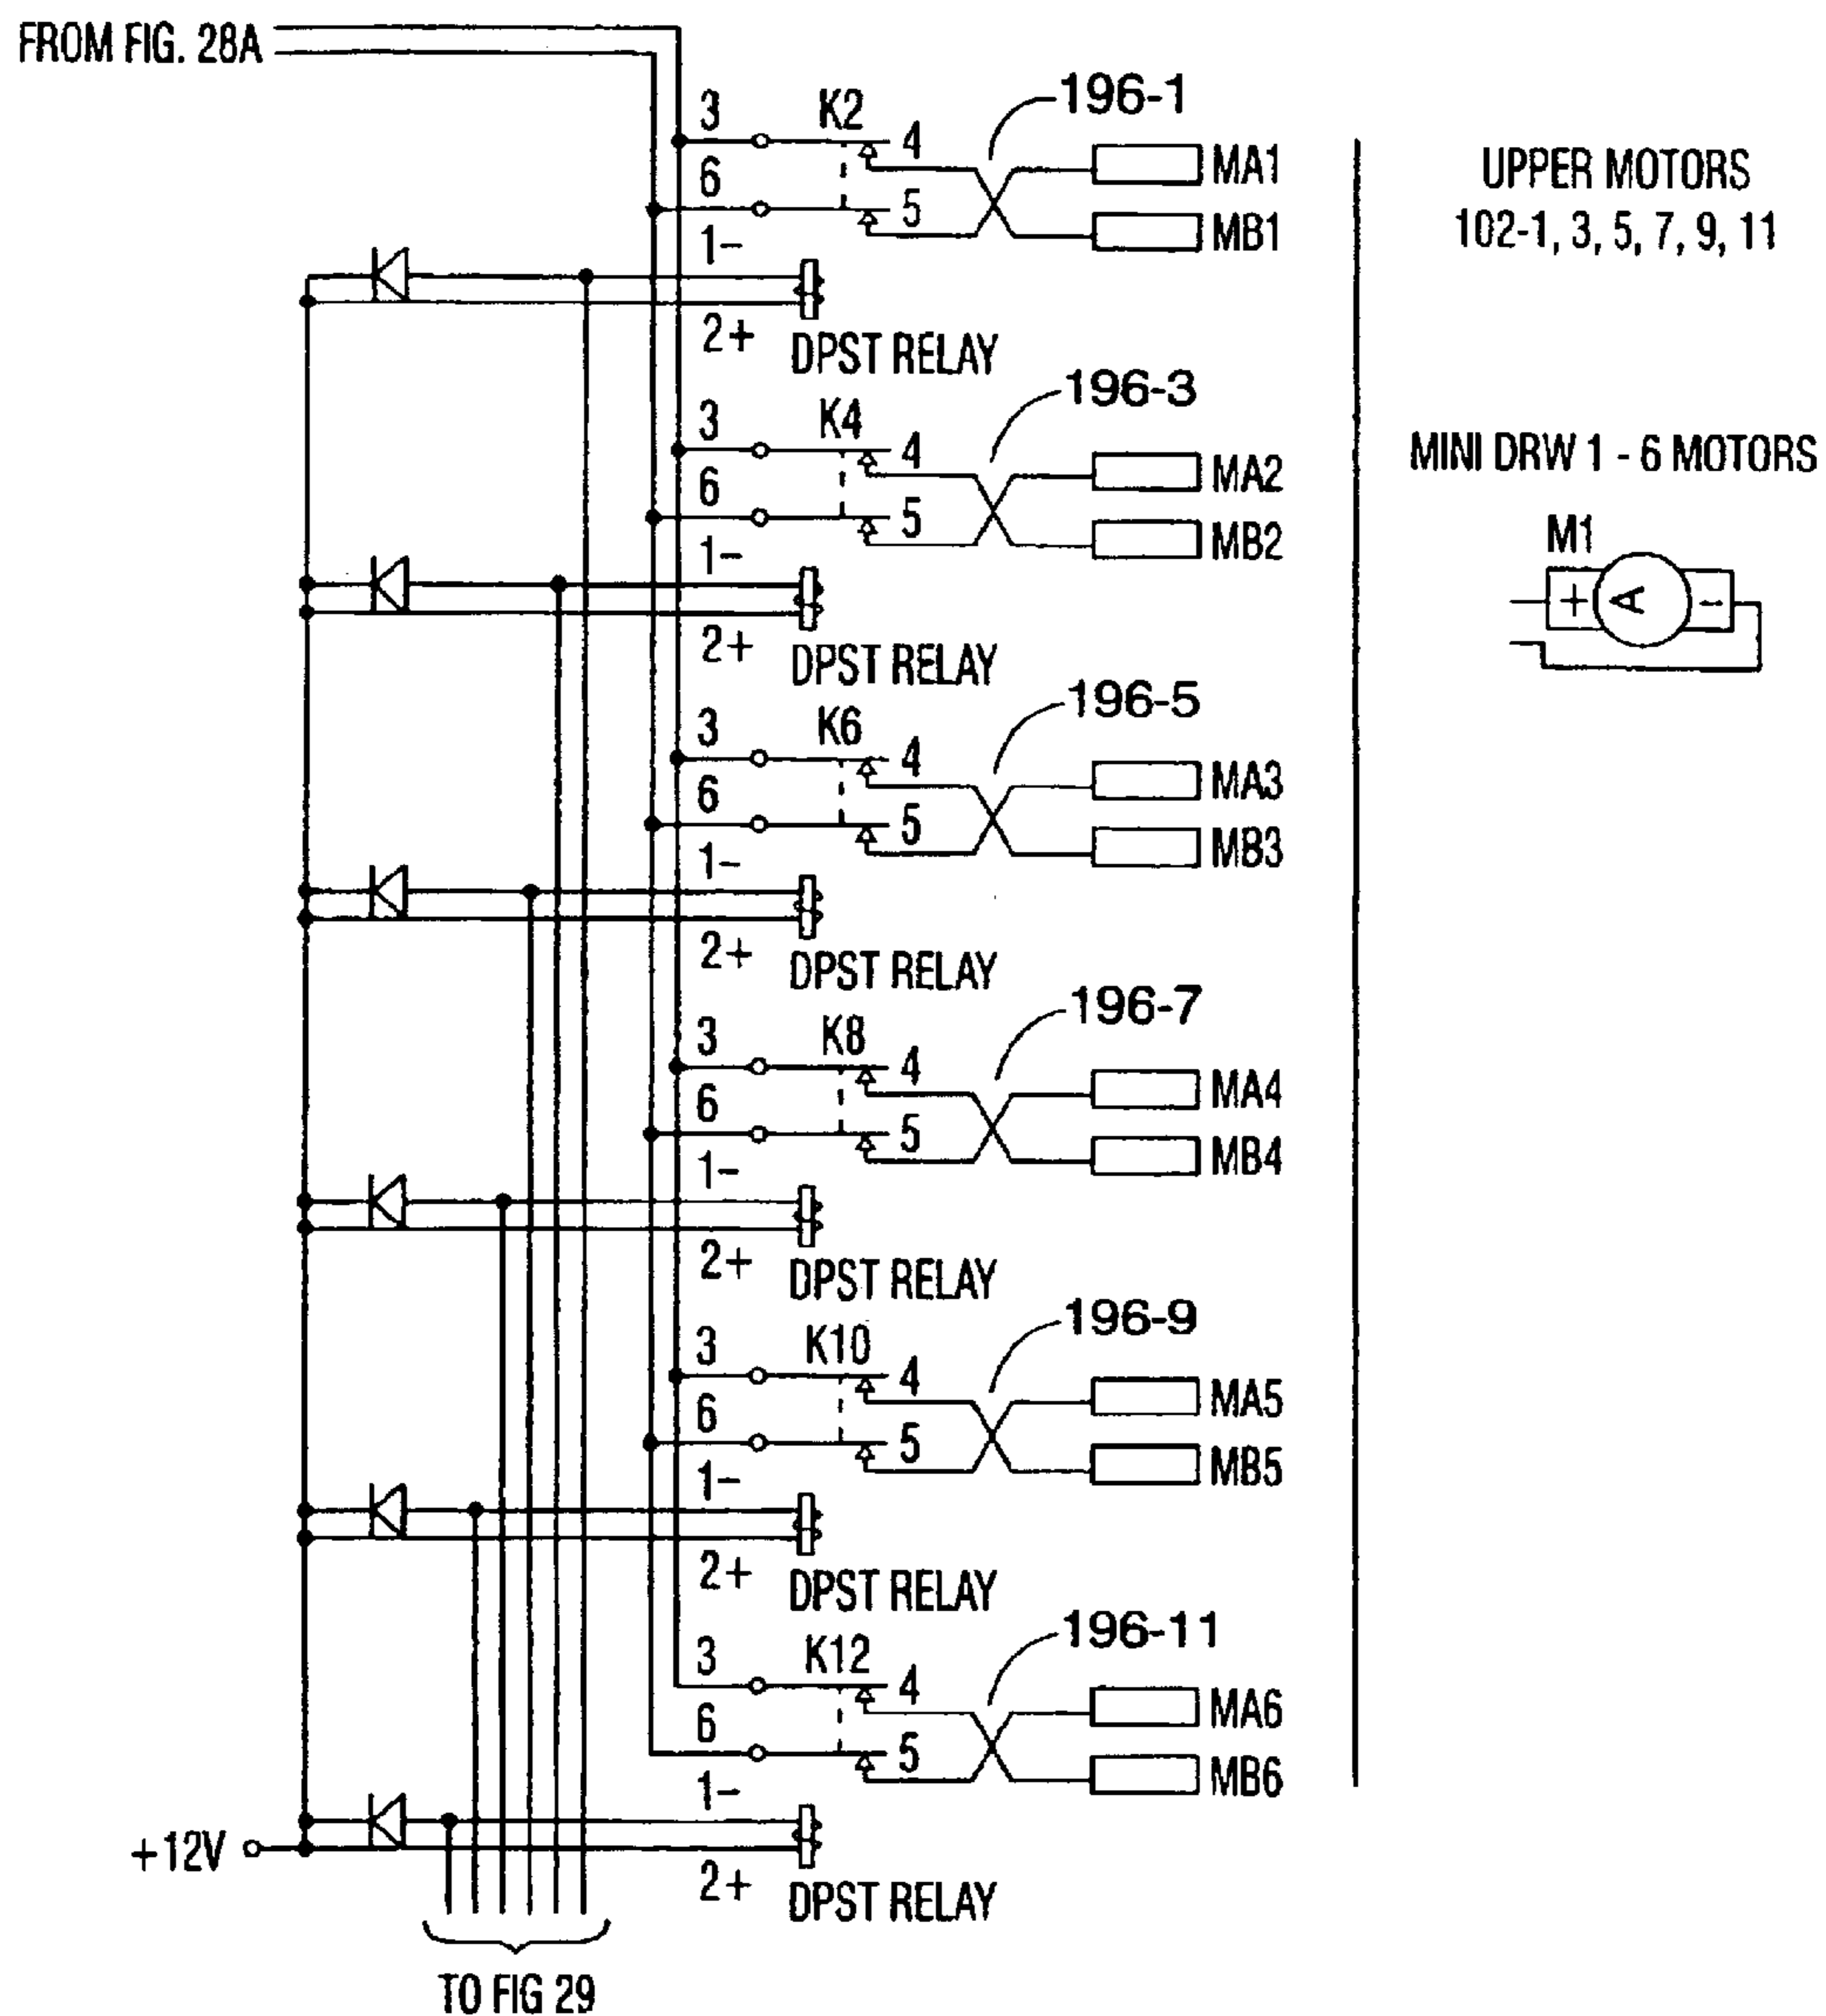 FROM FIG. 28A
3 K2 4 196-1
MA1
6 5
MB1
1-
2+ DPST RELAY
UPPER MOTORS
102-1, 3, 5, 7, 9, 11
3 K4 4 196-3
MA2
6 5
MB2
1-
2+ DPST RELAY
MINI DRW 1 - 6 MOTORS
M1
+ A -
3 K6 4 196-5
MA3
6 5
MB3
1-
2+ DPST RELAY
3 K8 4 196-7
MA4
6 5
MB4
1-
2+ DPST RELAY
3 K10 4 196-9
MA5
6 5
MB5
1-
2+ DPST RELAY
3 K12 4 196-11
MA6
6 5
MB6
1-
+12V
2+ DPST RELAY
TO FIG 29